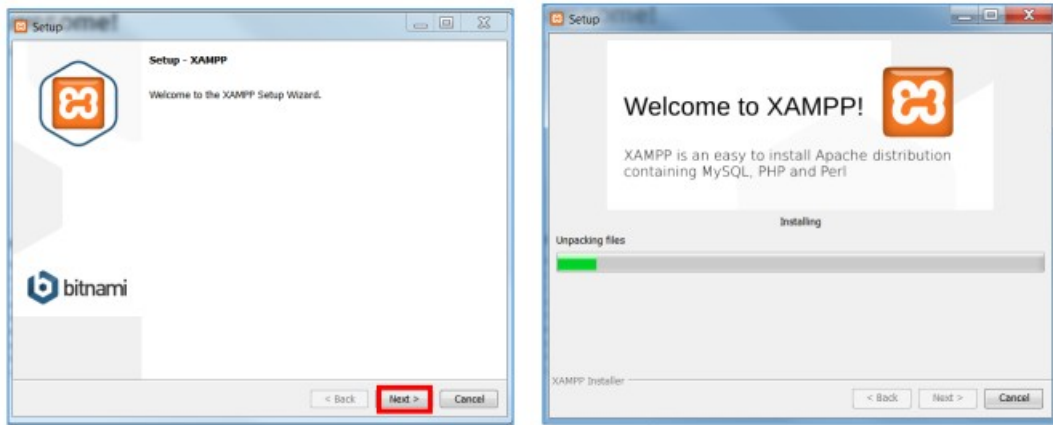 Setup
Setup - XAMPP
Welcome to the XAMPP Setup Wizard.
bitnami
< Back
Next >
Cancel
Setup
Welcome to XAMPP!
XAMPP is an easy to install Apache distribution
containing MySQL, PHP and Perl
Installing
Unpacking files
XAMPP Installer
< Back
Next >
Cancel